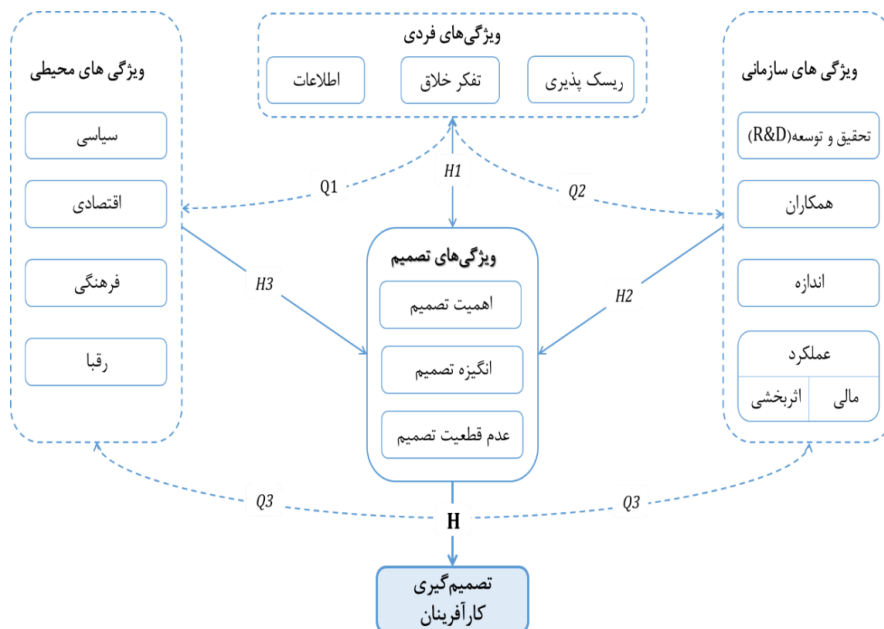 ویژگی‌های فردی
ریسک پذیری
تفکر خلاق
اطلاعات
ویژگی های سازمانی
تحقیق و توسعه(R&D)
همکاران
اندازه
عملکرد
مالی
اثربخشی
ویژگی های محیطی
سیاسی
اقتصادی
فرهنگی
رقبا
Q1
H1
Q2
H3
H2
ویژگی‌های تصمیم
اهمیت تصمیم
انگیزه تصمیم
عدم قطعیت تصمیم
Q3
Q3
H
تصمیم‌گیری
کارآفرینان